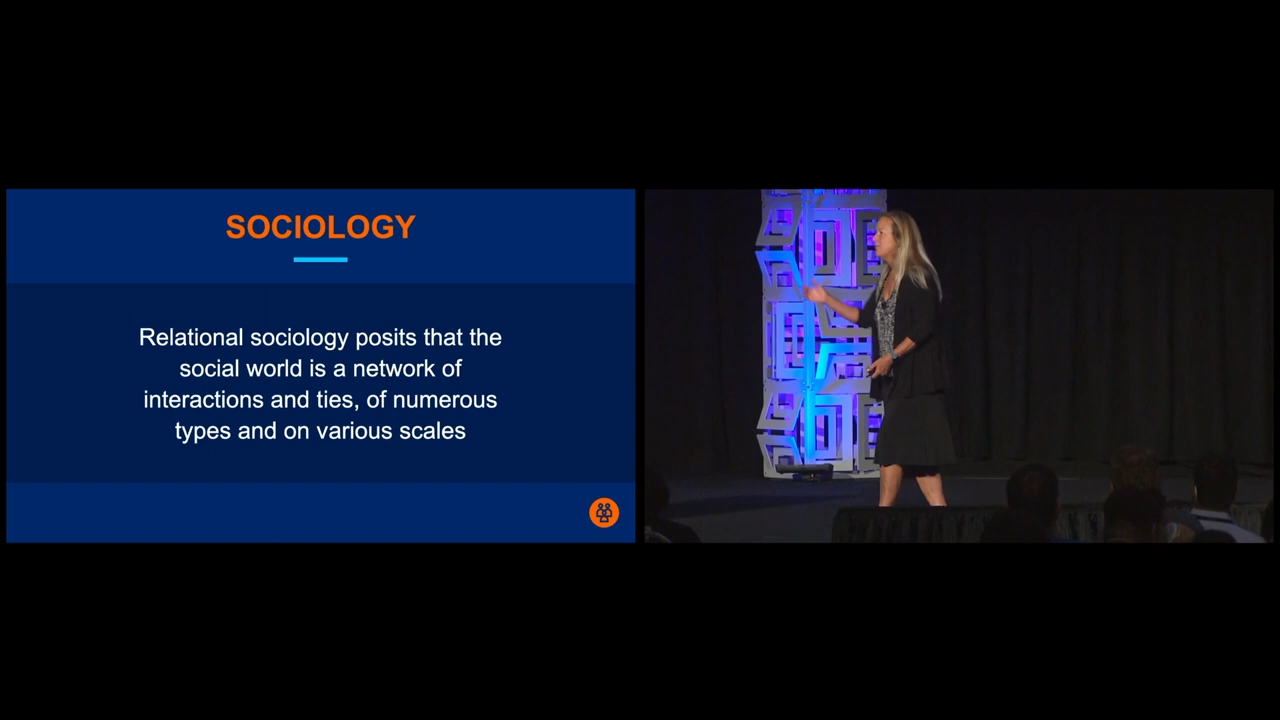 SOCIOLOGY
Relational sociology posits that the
social world is a network of
interactions and ties, of numerous
types and on various scales